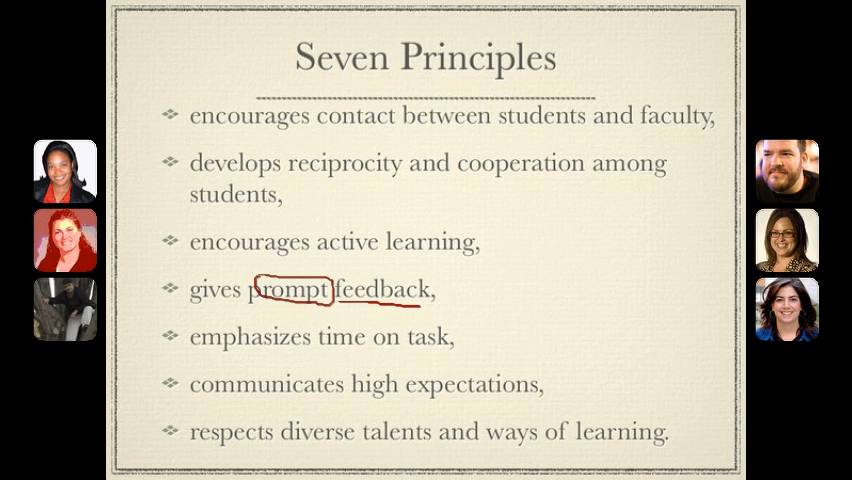 Seven Principles
encourages contact between students and faculty,
develops reciprocity and cooperation among
students,
encourages active learning,
gives prompt feedback,
emphasizes time on task,
communicates high expectations,
respects diverse talents and ways of learning.